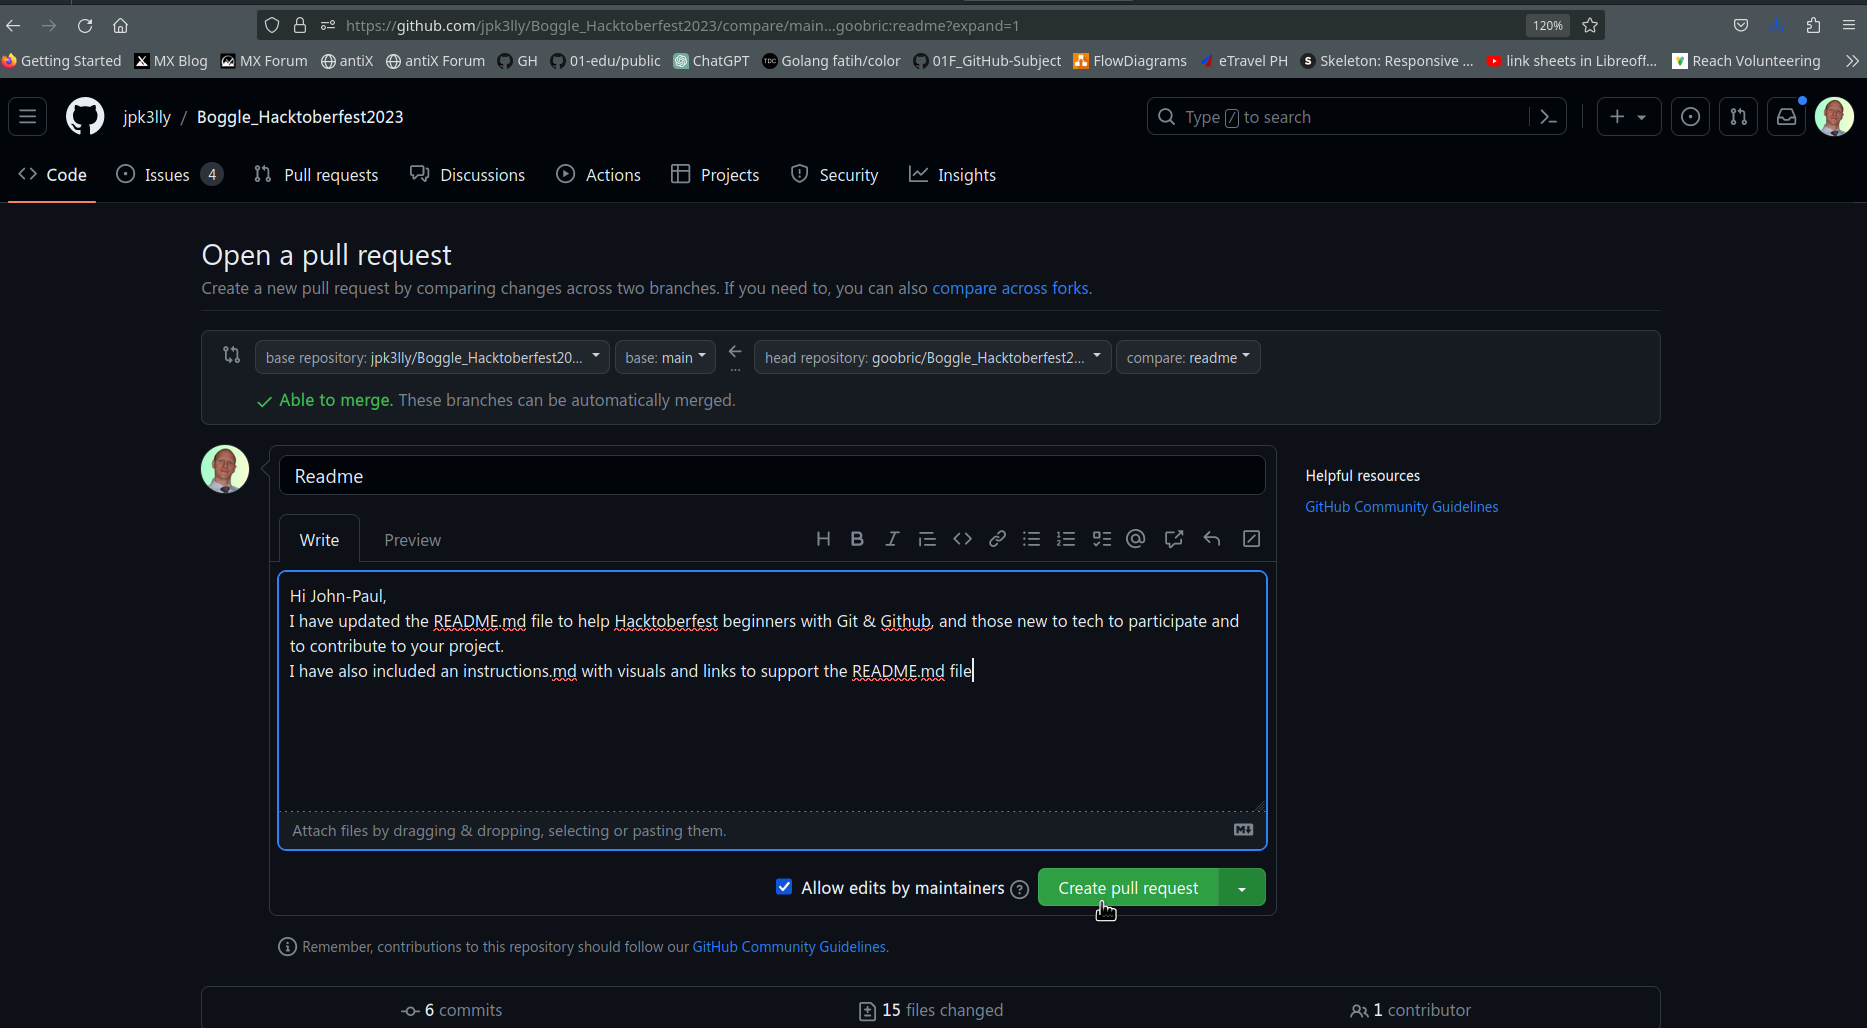 https://github.com/jpk3lly/Boggle_Hacktoberfest2023/compare/main...goobric:readme?expand=1 120%
Getting Started MX Blog MX Forum antiX antiX Forum GH 01-edu/public ChatGPT Golang fatih/color 01F_GitHub-Subject FlowDiagrams eTravel PH Skeleton: Responsive ... link sheets in Libreoff... Reach Volunteering
jpk3lly / Boggle_Hacktoberfest2023 Type / to search
Code Issues 4 Pull requests Discussions Actions Projects Security Insights
Open a pull request
Create a new pull request by comparing changes across two branches. If you need to, you can also compare across forks.
base repository: jpk3lly/Boggle_Hacktoberfest20... base: main ... head repository: goobric/Boggle_Hacktoberfest2... compare: readme
Able to merge. These branches can be automatically merged.
Readme
Helpful resources
GitHub Community Guidelines
Write Preview
Hi John-Paul,
I have updated the README.md file to help Hacktoberfest beginners with Git & Github, and those new to tech to participate and
to contribute to your project.
I have also included an instructions.md with visuals and links to support the README.md file
Attach files by dragging & dropping, selecting or pasting them.
Allow edits by maintainers Create pull request
Remember, contributions to this repository should follow our GitHub Community Guidelines.
6 commits 15 files changed 1 contributor